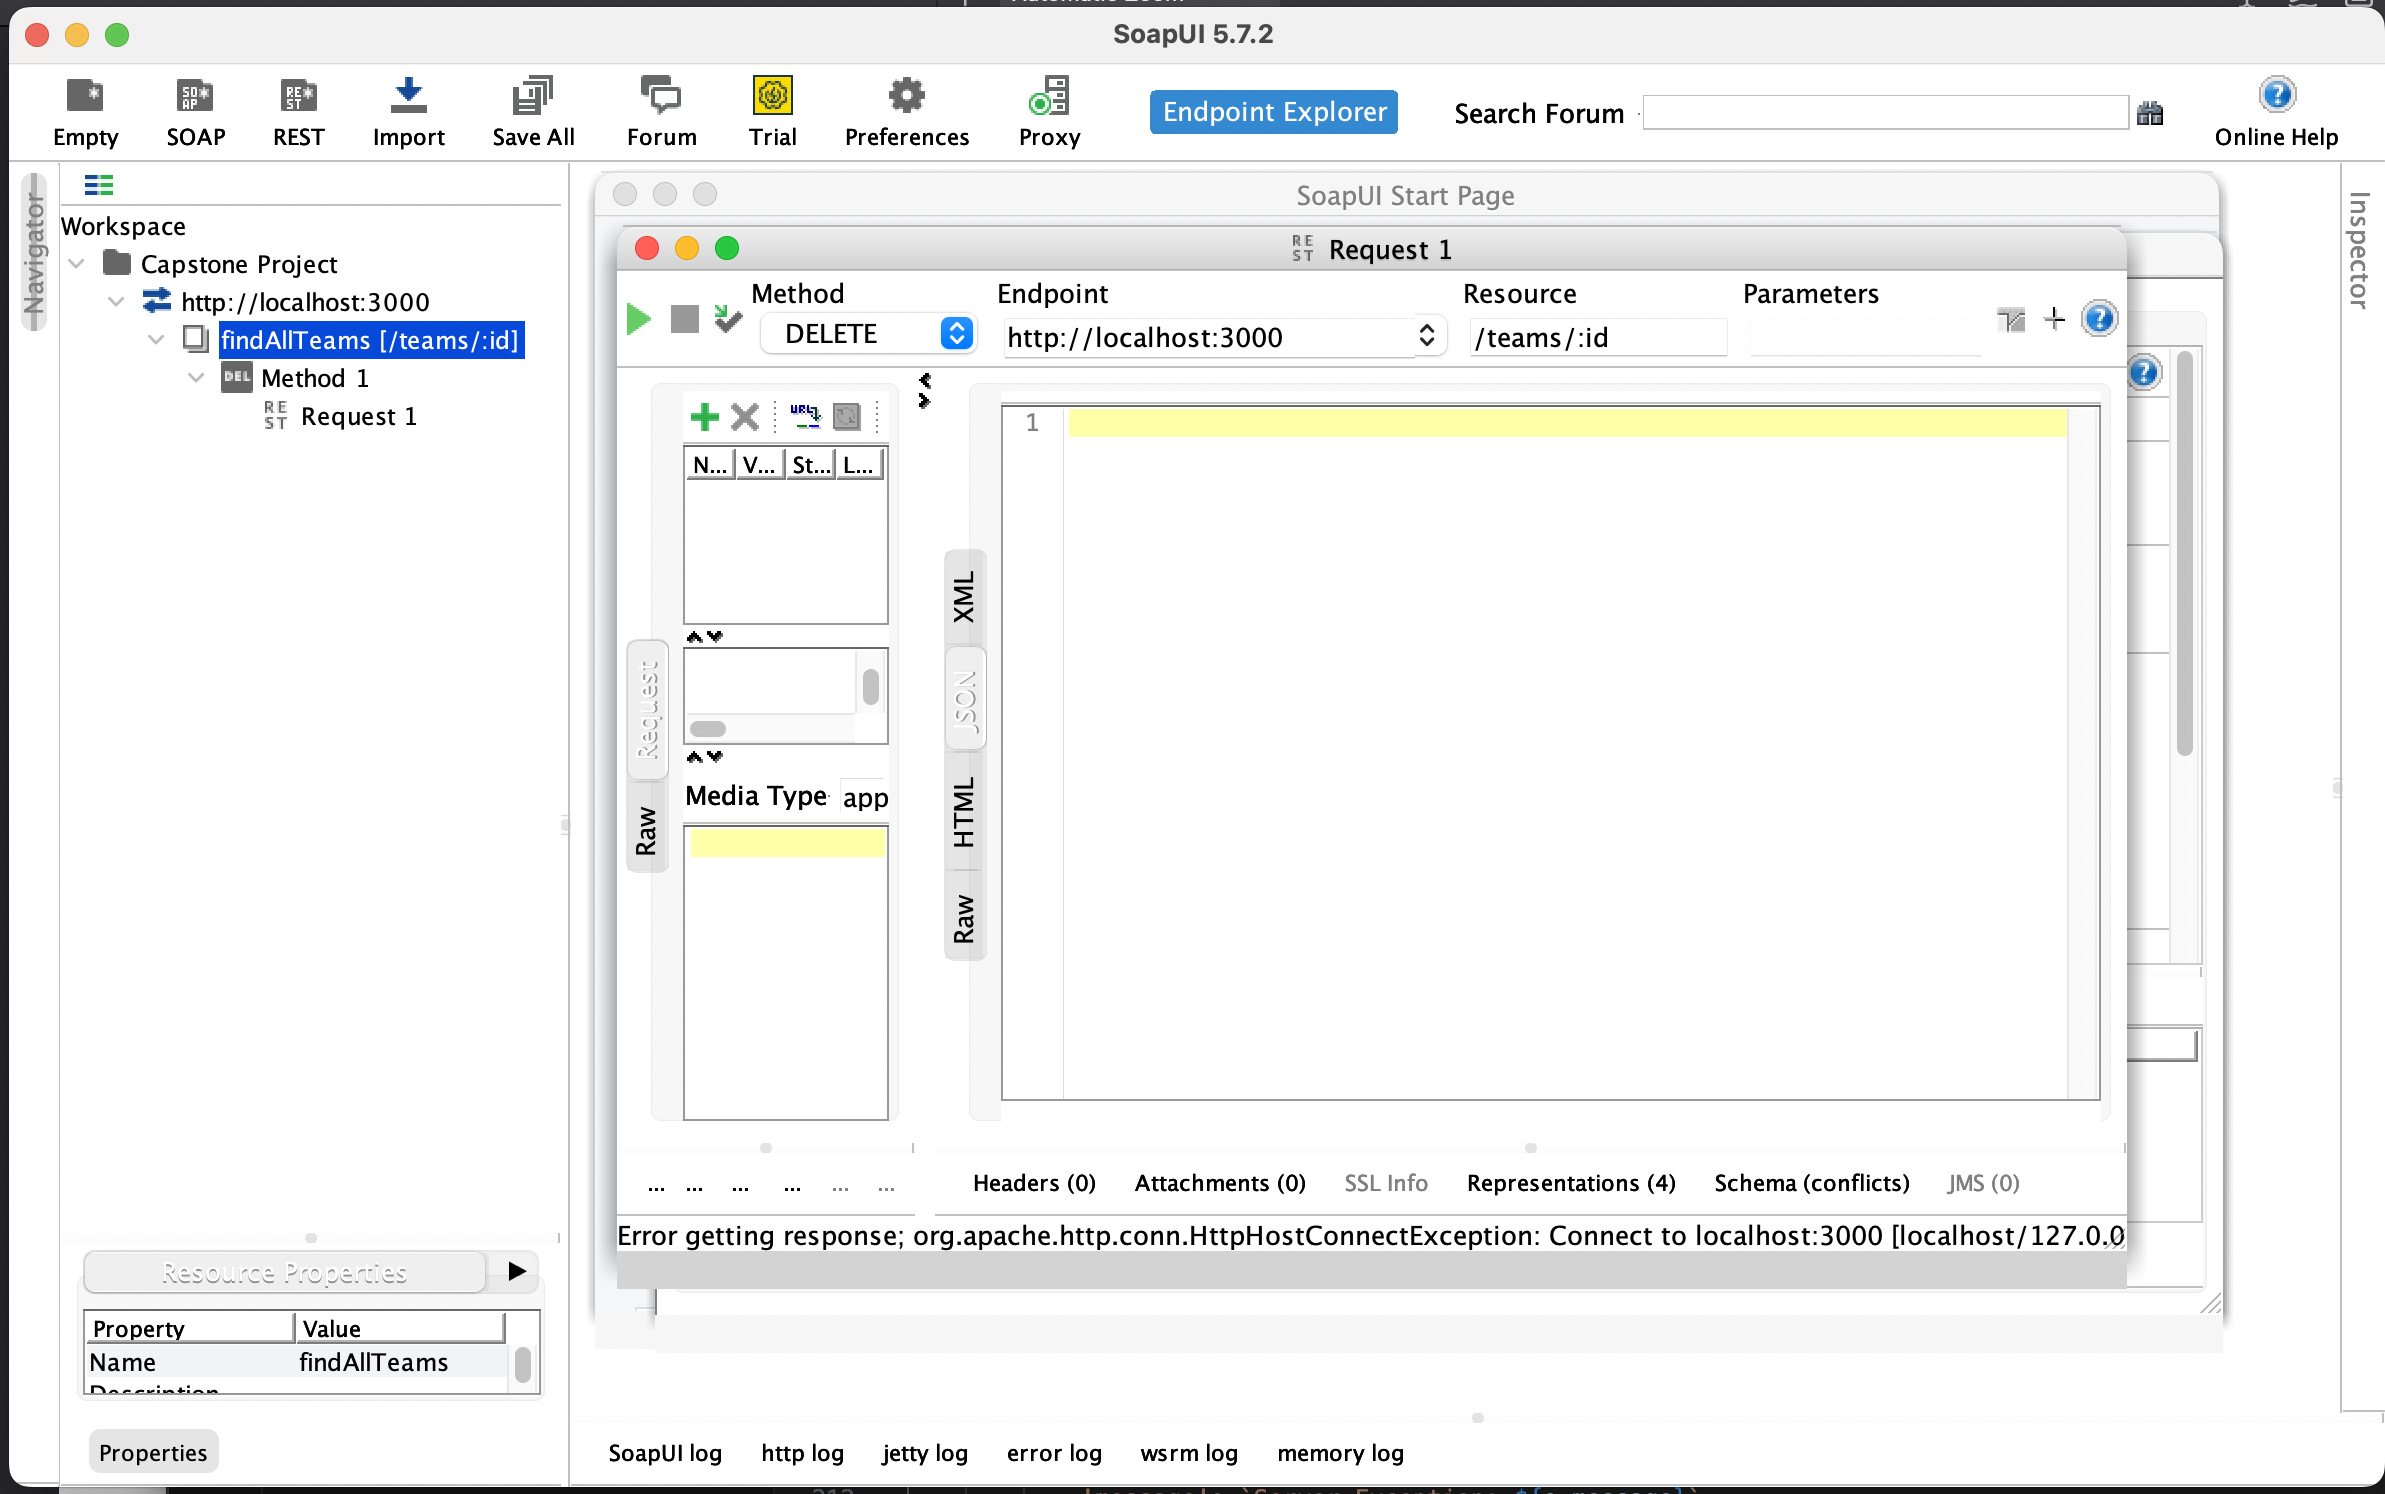 SoapUI 5.7.2
Empty SOAP REST Import Save All Forum Trial Preferences Proxy Endpoint Explorer Search Forum Online Help
Navigator
Workspace
Capstone Project
http://localhost:3000
findAllTeams [/teams/:id]
DEL Method 1
REST Request 1
SoapUI Start Page
REST Request 1
Method Endpoint Resource Parameters
DELETE http://localhost:3000 /teams/:id
N... V... St... L...
Request
Raw
Media Type app
XML
JSON
HTML
Raw
1
... ... ... ... ... ...
Headers (0) Attachments (0) SSL Info Representations (4) Schema (conflicts) JMS (0)
Error getting response; org.apache.http.conn.HttpHostConnectException: Connect to localhost:3000 [localhost/127.0.0
Inspector
Resource Properties
Property Value
Name findAllTeams
Description
Properties
SoapUI log http log jetty log error log wsrm log memory log